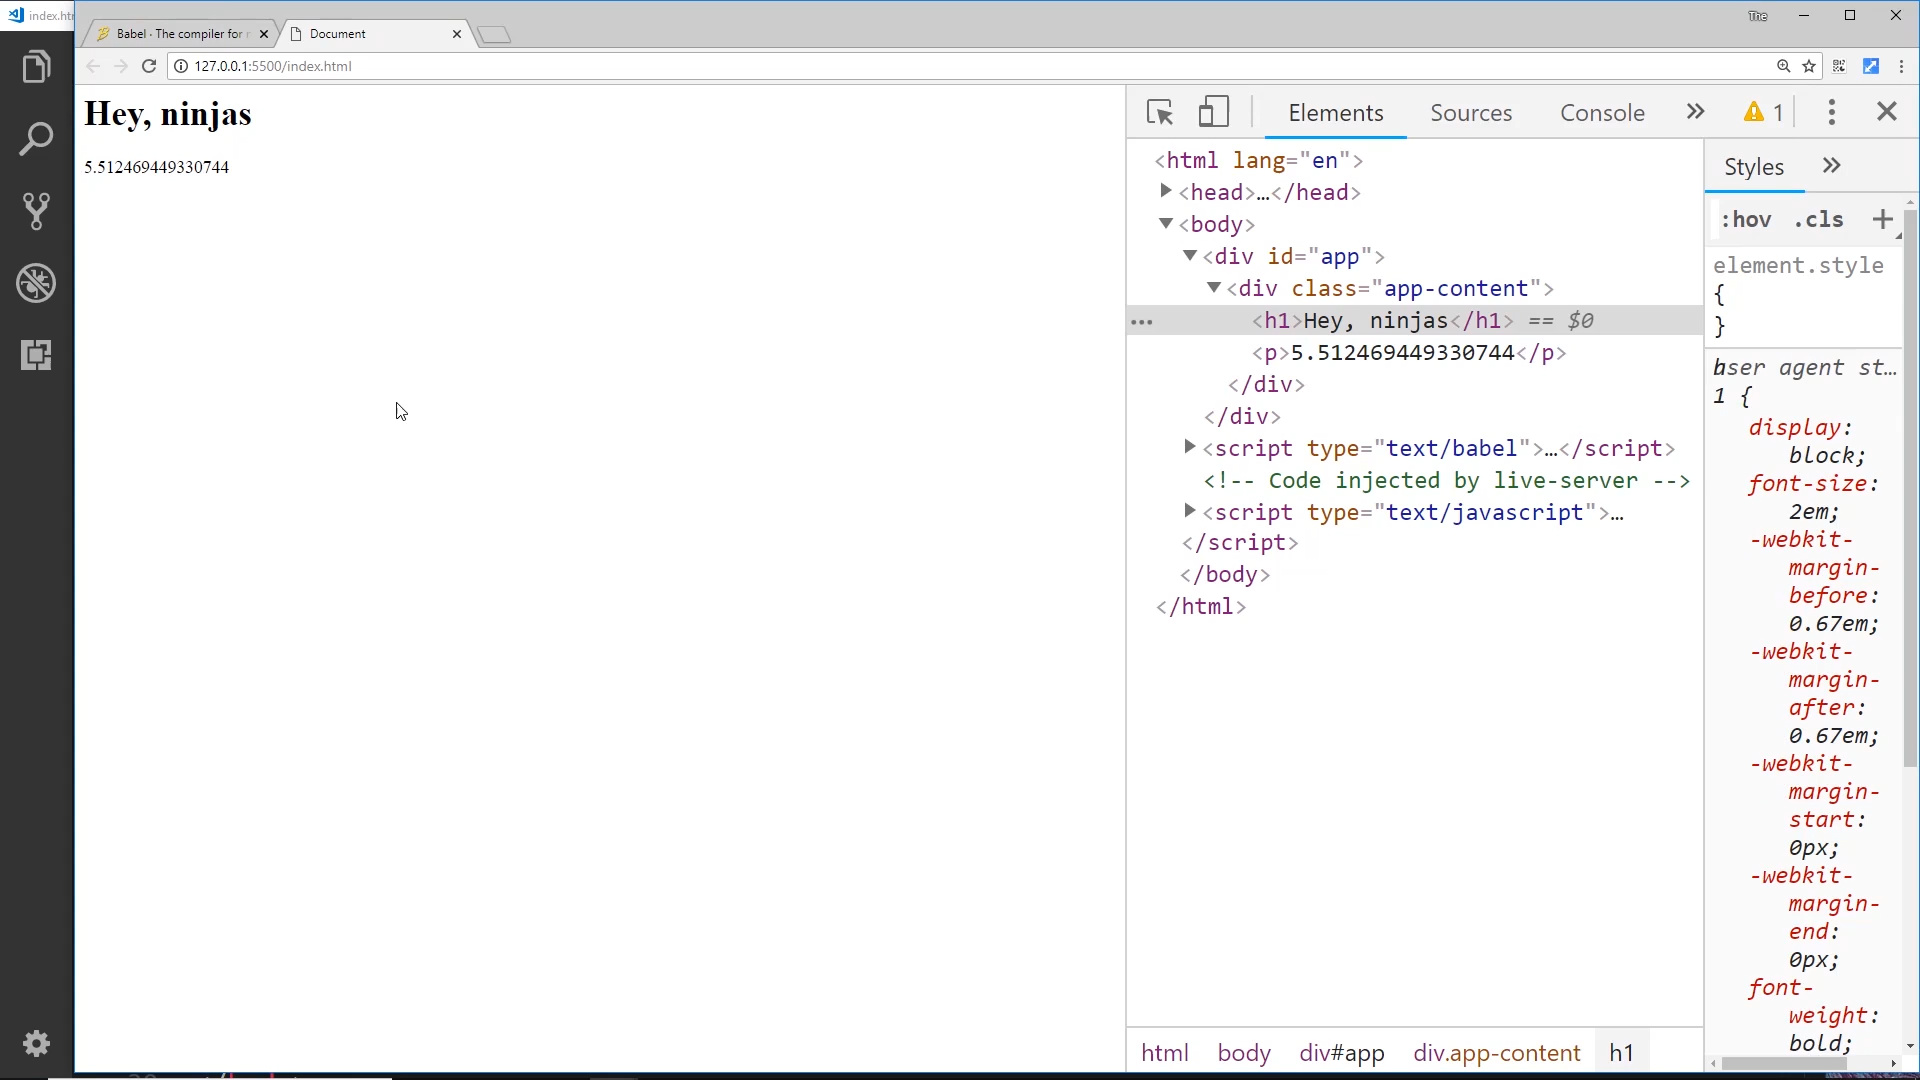 index.htm
Babel · The compiler for
Document
The
127.0.0.1:5500/index.html
Hey, ninjas
5.512469449330744
Elements
Sources
Console
1
<html lang="en">
<head>…</head>
<body>
<div id="app">
<div class="app-content">
<h1>Hey, ninjas</h1> == $0
<p>5.512469449330744</p>
</div>
</div>
<script type="text/babel">…</script>
<!-- Code injected by live-server -->
<script type="text/javascript">…
</script>
</body>
</html>
html body div#app div.app-content h1
Styles
:hov .cls
element.style
{
}
user agent st…
1 {
display:
block;
font-size:
2em;
-webkit-
margin-
before:
0.67em;
-webkit-
margin-
after:
0.67em;
-webkit-
margin-
start:
0px;
-webkit-
margin-
end:
0px;
font-
weight:
bold;